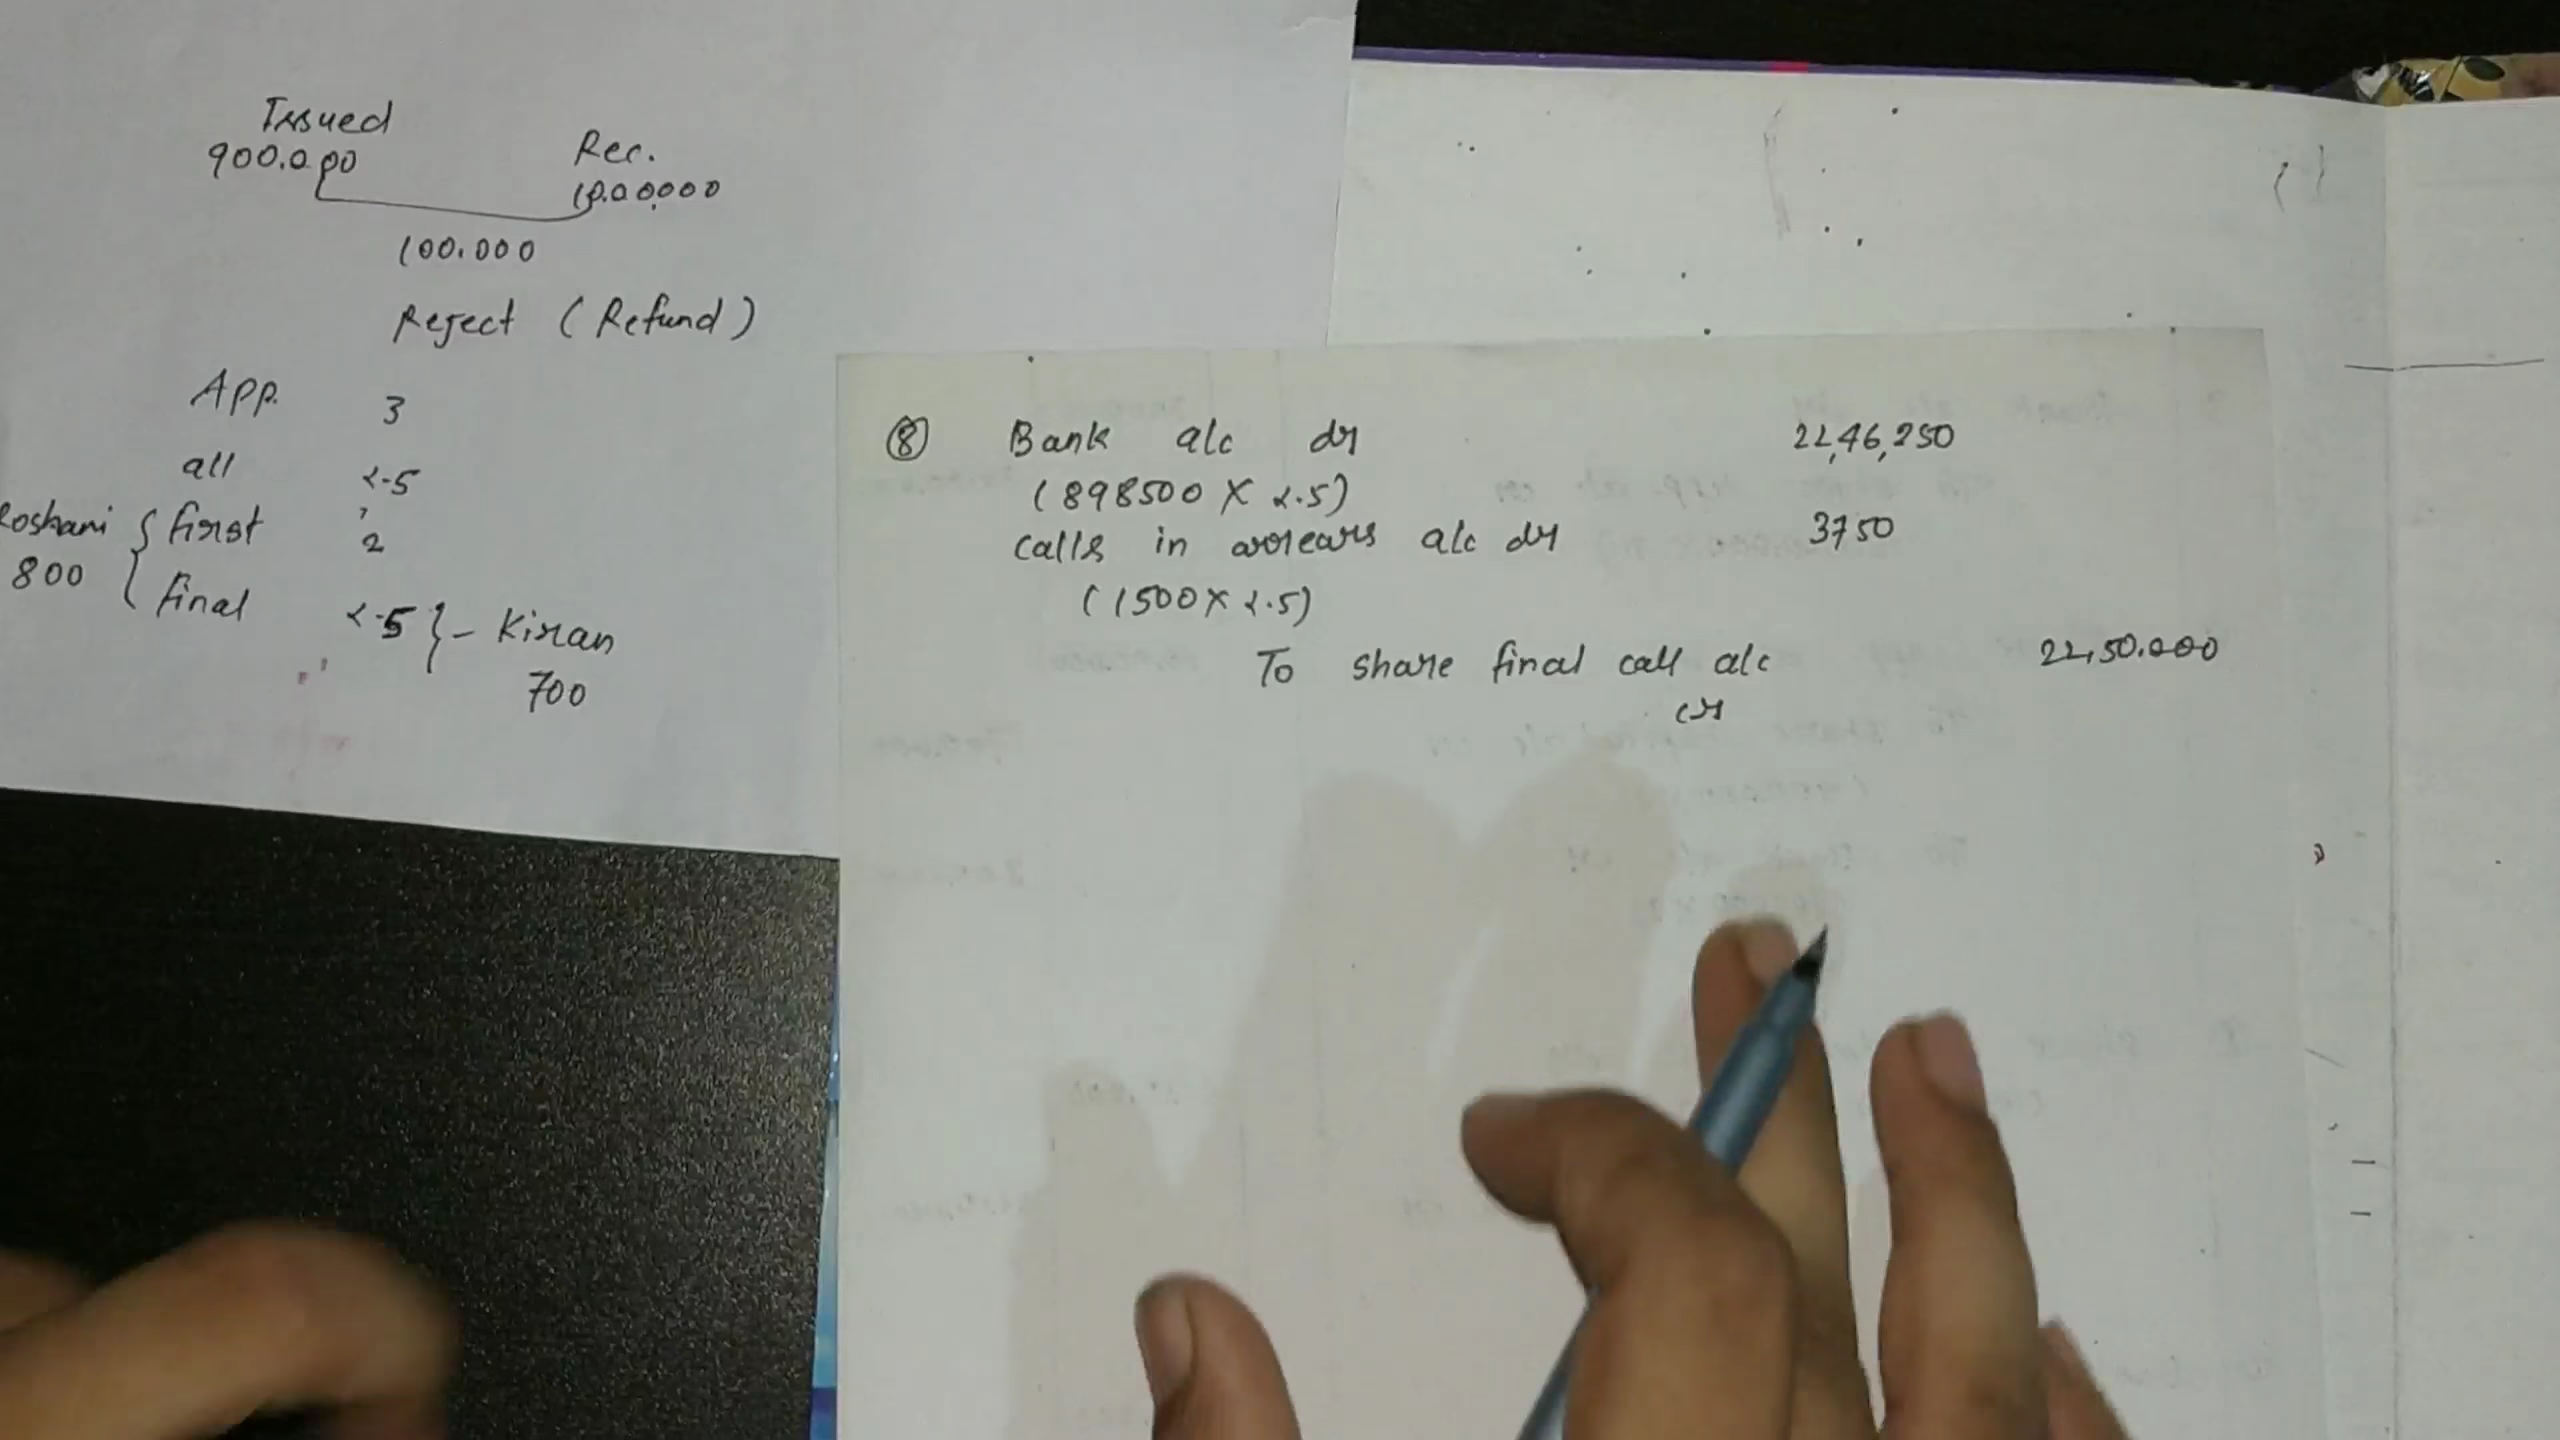 Issued
900.000
Rec.
10.00.000
100.000
Reject (Refund)
App. 3
all 2.5
Roshani { first 2
800 final 2.5 } - Kiran
700
⑧ Bank a/c dr 22,46,250
(898500 X 2.5)
calls in arrears a/c dr 3750
(1500 X 2.5)
To share final call a/c 22,50.000
cr